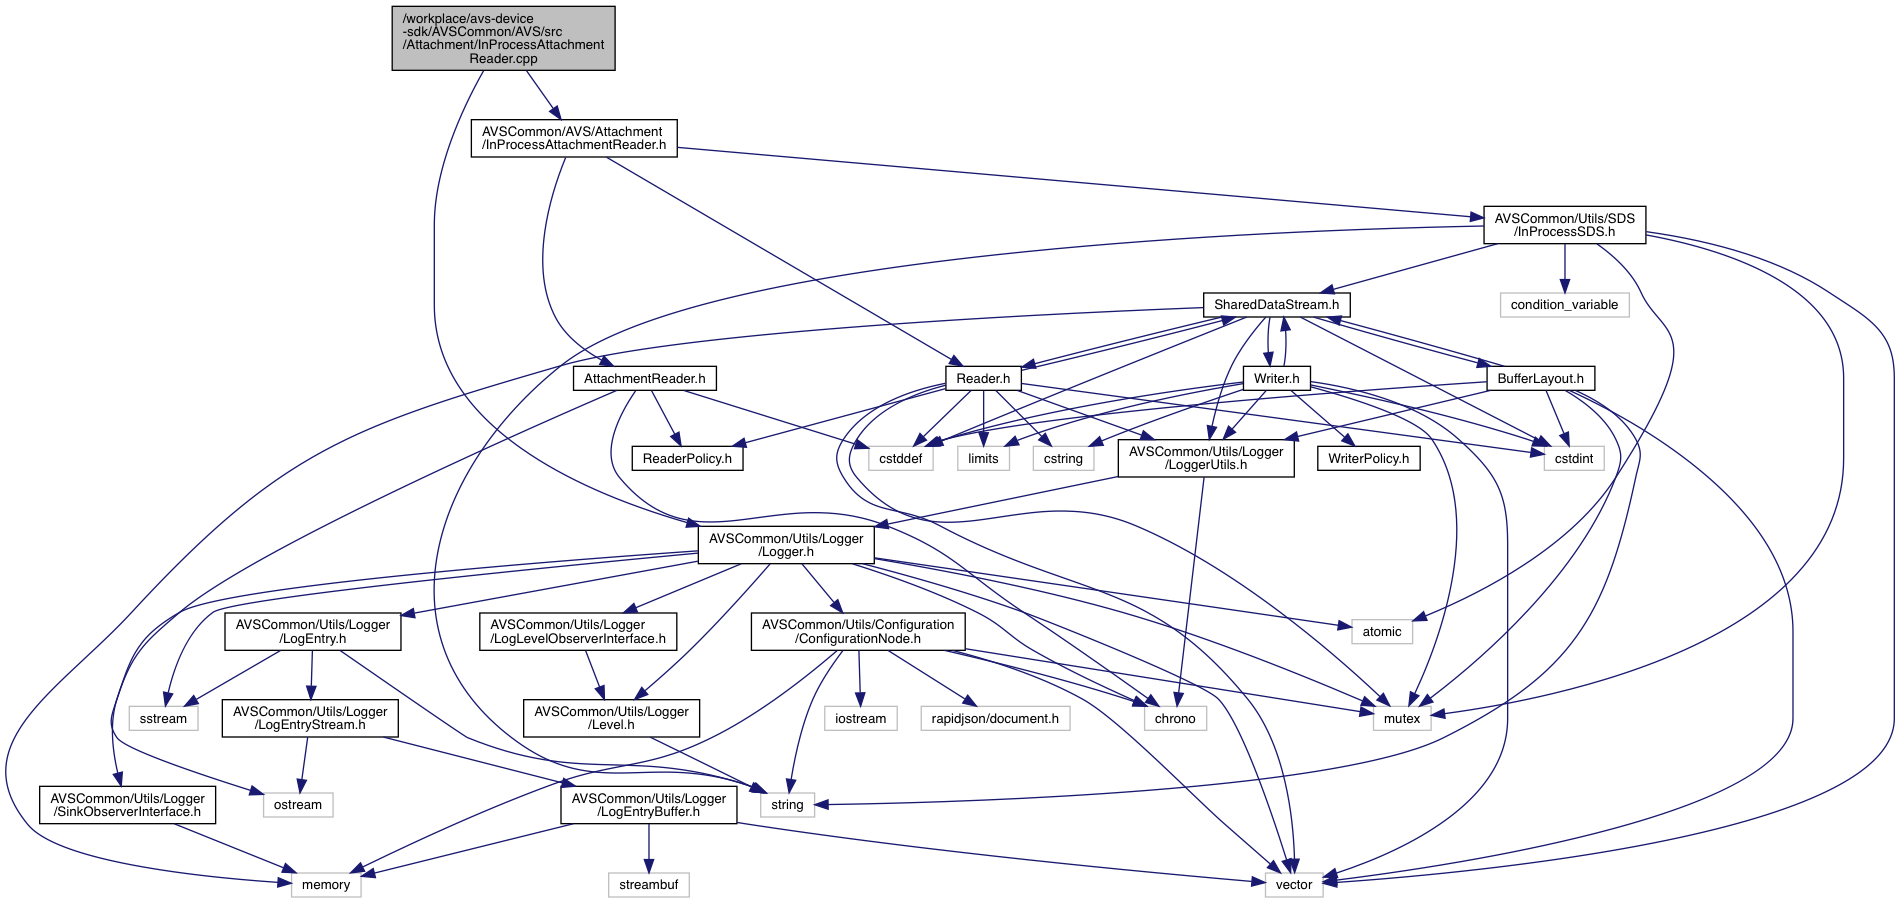 /workplace/avs-device
-sdk/AVSCommon/AVS/src
/Attachment/InProcessAttachment
Reader.cpp
AVSCommon/AVS/Attachment
/InProcessAttachmentReader.h
AVSCommon/Utils/SDS
/InProcessSDS.h
SharedDataStream.h
condition_variable
AttachmentReader.h
Reader.h
Writer.h
BufferLayout.h
ReaderPolicy.h
cstddef
limits
cstring
AVSCommon/Utils/Logger
/LoggerUtils.h
WriterPolicy.h
cstdint
AVSCommon/Utils/Logger
/Logger.h
AVSCommon/Utils/Logger
/LogEntry.h
AVSCommon/Utils/Logger
/LogLevelObserverInterface.h
AVSCommon/Utils/Configuration
/ConfigurationNode.h
atomic
sstream
AVSCommon/Utils/Logger
/LogEntryStream.h
AVSCommon/Utils/Logger
/Level.h
iostream
rapidjson/document.h
chrono
mutex
AVSCommon/Utils/Logger
/SinkObserverInterface.h
ostream
AVSCommon/Utils/Logger
/LogEntryBuffer.h
string
memory
streambuf
vector